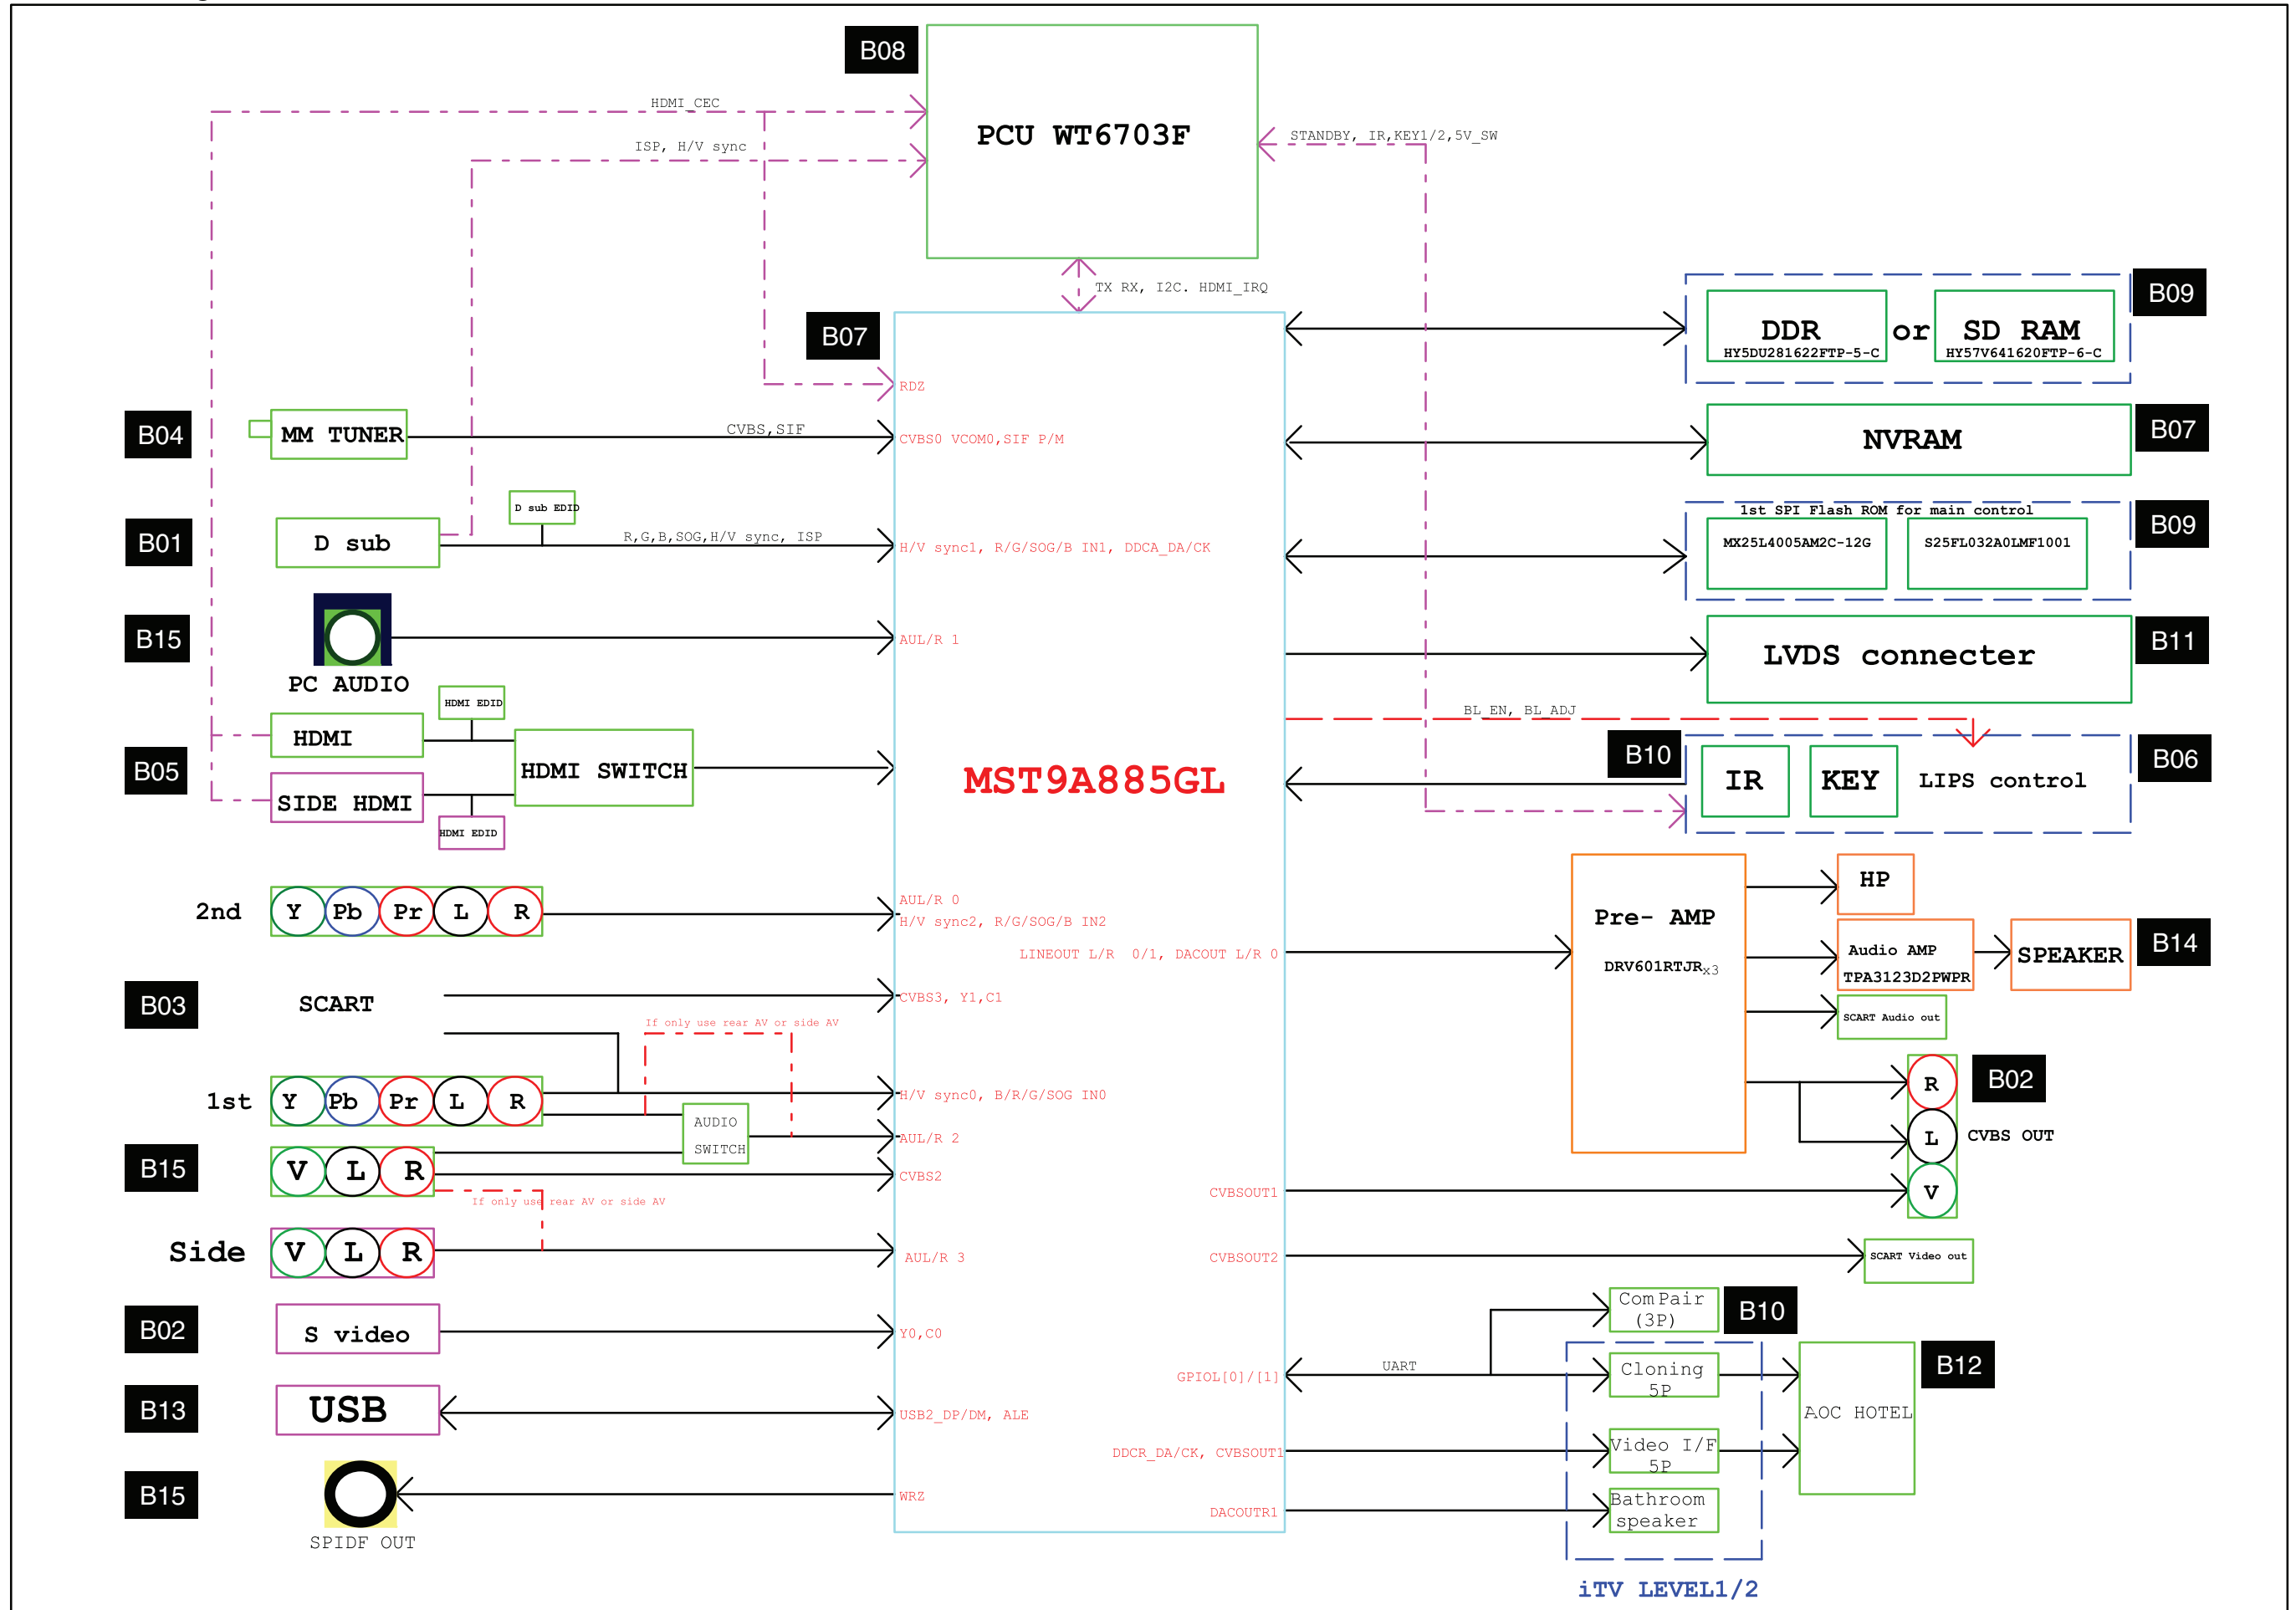 B08
PCU WT6703F
HDMI_CEC
ISP, H/V sync
STANDBY, IR,KEY1/2,5V_SW
TX RX, I2C. HDMI_IRQ
B07
MST9A885GL
RDZ
CVBS0 VCOM0,SIF P/M
H/V sync1, R/G/SOG/B IN1, DDCA_DA/CK
AUL/R 1
AUL/R 0
H/V sync2, R/G/SOG/B IN2
LINEOUT L/R 0/1, DACOUT L/R 0
CVBS3, Y1,C1
H/V sync0, B/R/G/SOG IN0
AUL/R 2
CVBS2
CVBSOUT1
AUL/R 3
CVBSOUT2
Y0,C0
GPIOL[0]/[1]
USB2_DP/DM, ALE
DDCR_DA/CK, CVBSOUT1
WRZ
DACOUTR1
B04
MM TUNER
CVBS,SIF
B01
D sub
D sub EDID
R,G,B,SOG,H/V sync, ISP
B15
PC AUDIO
B05
HDMI
HDMI EDID
HDMI SWITCH
SIDE HDMI
HDMI EDID
2nd
Y Pb Pr L R
B03
SCART
If only use rear AV or side AV
1st
Y Pb Pr L R
AUDIO
SWITCH
B15
V L R
If only use rear AV or side AV
Side
V L R
B02
S video
B13
USB
B15
SPIDF OUT
B09
DDR
HY5DU281622FTP-5-C
or
SD RAM
HY57V641620FTP-6-C
NVRAM
B07
1st SPI Flash ROM for main control
MX25L4005AM2C-12G
S25FL032A0LMF1001
B09
LVDS connecter
B11
BL_EN, BL_ADJ
B10
IR
KEY
LIPS control
B06
Pre- AMP
DRV601RTJRx3
HP
Audio AMP
TPA3123D2PWPR
SPEAKER
B14
SCART Audio out
R
L
V
B02
CVBS OUT
SCART Video out
ComPair
(3P)
B10
UART
Cloning
5P
Video I/F
5P
Bathroom
speaker
AOC HOTEL
B12
iTV LEVEL1/2